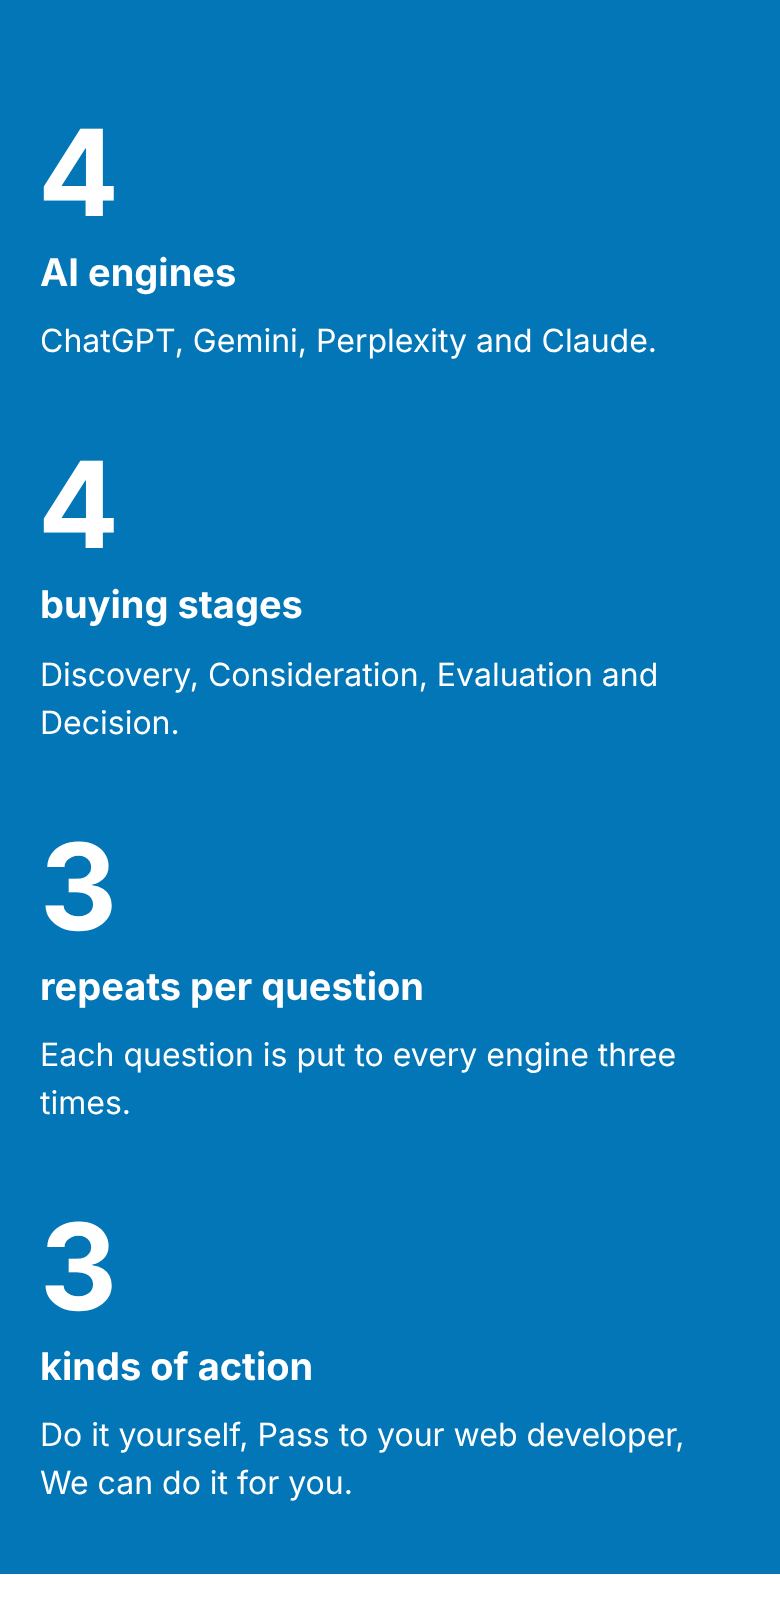 4
AI engines
ChatGPT, Gemini, Perplexity and Claude.
4
buying stages
Discovery, Consideration, Evaluation and
Decision.
3
repeats per question
Each question is put to every engine three
times.
3
kinds of action
Do it yourself, Pass to your web developer,
We can do it for you.